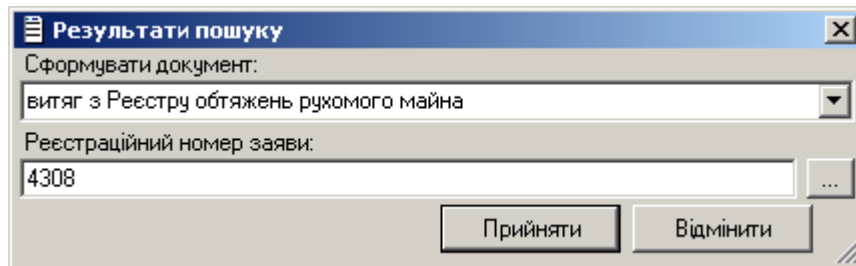 Результати пошуку
Сформувати документ:
витяг з Реєстру обтяжень рухомого майна
Реєстраційний номер заяви:
4308
...
Прийняти Відмінити